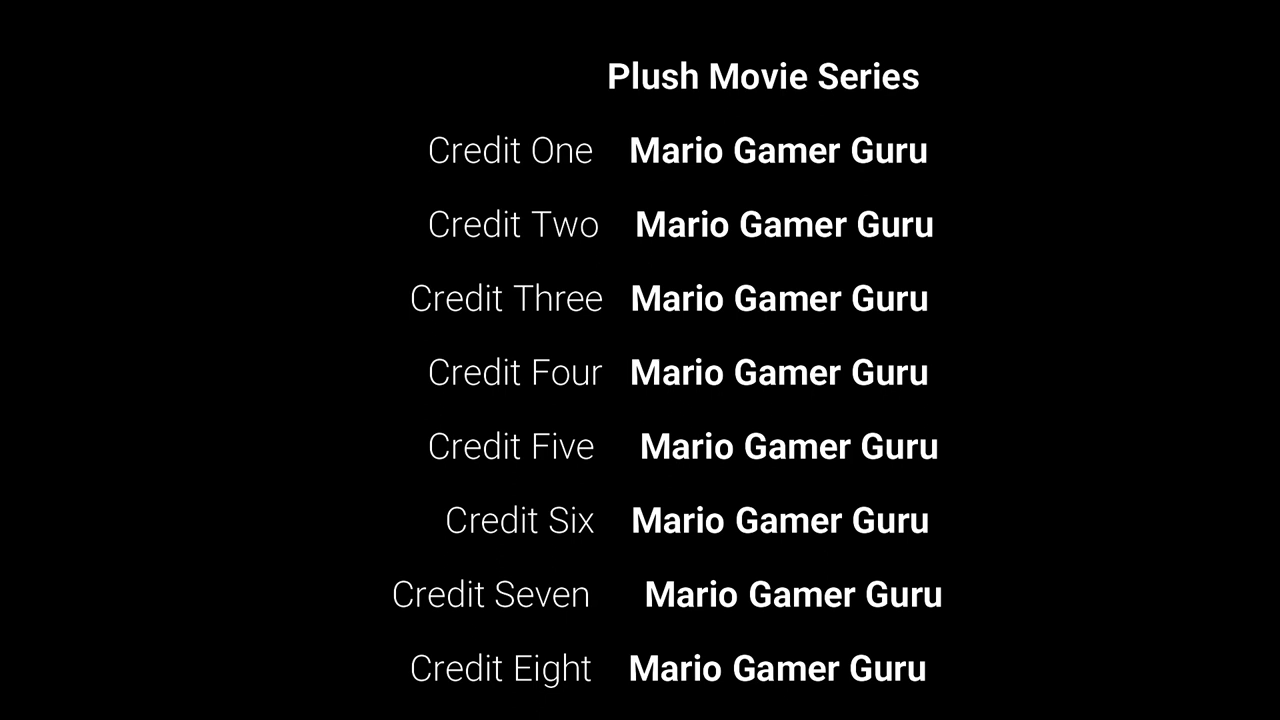 Plush Movie Series
Credit One Mario Gamer Guru
Credit Two Mario Gamer Guru
Credit Three Mario Gamer Guru
Credit Four Mario Gamer Guru
Credit Five Mario Gamer Guru
Credit Six Mario Gamer Guru
Credit Seven Mario Gamer Guru
Credit Eight Mario Gamer Guru